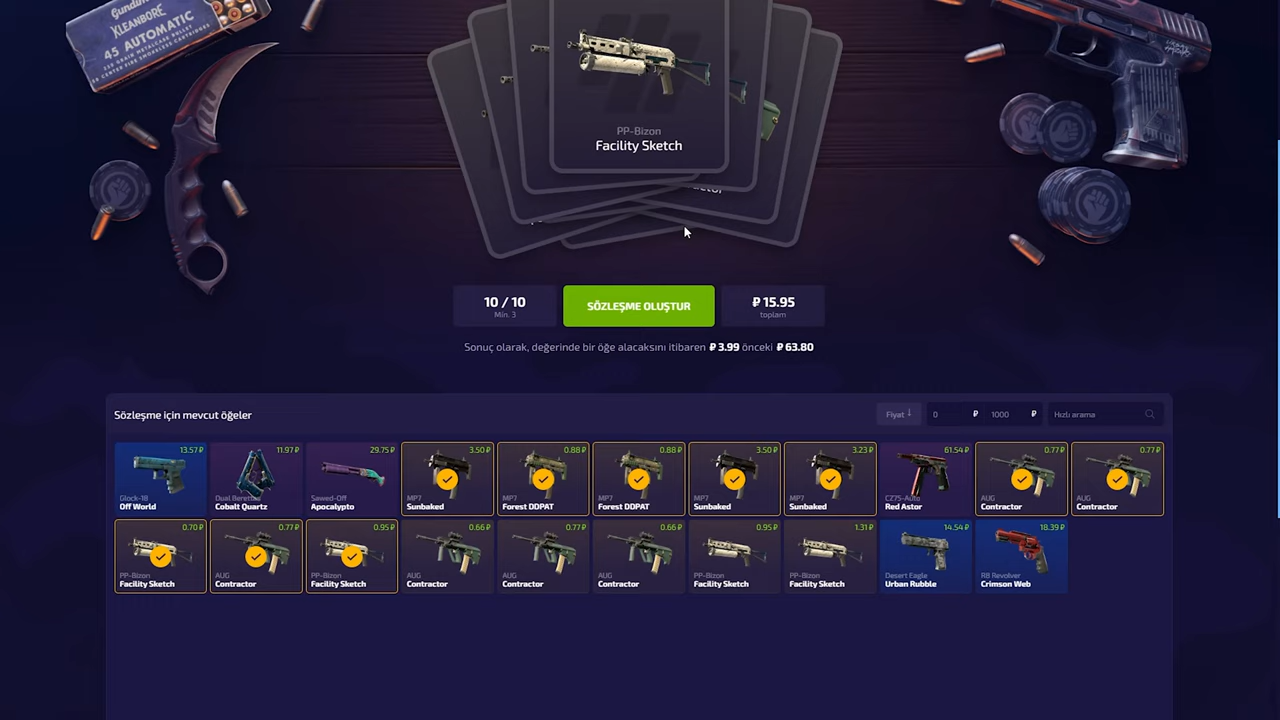 Gunditi
KLEANBORE
45 AUTOMATIC
PP-Bizon
Facility Sketch
10 / 10
Min. 3
SÖZLEŞME OLUŞTUR
₽ 15.95
toplam
Sonuç olarak, değerinde bir öğe alacaksını itibaren ₽ 3.99 önceki ₽ 63.80
Sözleşme için mevcut öğeler
Fiyat
0 ₽
1000 ₽
Hızlı arama
13.57 ₽
Glock-18
Off World
11.97 ₽
Dual Berettas
Cobalt Quartz
29.75 ₽
Sawed-Off
Apocalypto
3.50 ₽
MP7
Sunbaked
0.88 ₽
MP7
Forest DDPAT
0.88 ₽
MP7
Forest DDPAT
3.50 ₽
MP7
Sunbaked
3.23 ₽
MP7
Sunbaked
61.54 ₽
CZ75-Auto
Red Astor
0.77 ₽
AUG
Contractor
0.77 ₽
AUG
Contractor
0.70 ₽
PP-Bizon
Facility Sketch
0.77 ₽
AUG
Contractor
0.95 ₽
PP-Bizon
Facility Sketch
0.66 ₽
AUG
Contractor
0.77 ₽
AUG
Contractor
0.66 ₽
AUG
Contractor
0.95 ₽
PP-Bizon
Facility Sketch
1.31 ₽
PP-Bizon
Facility Sketch
14.54 ₽
Desert Eagle
Urban Rubble
18.39 ₽
R8 Revolver
Crimson Web